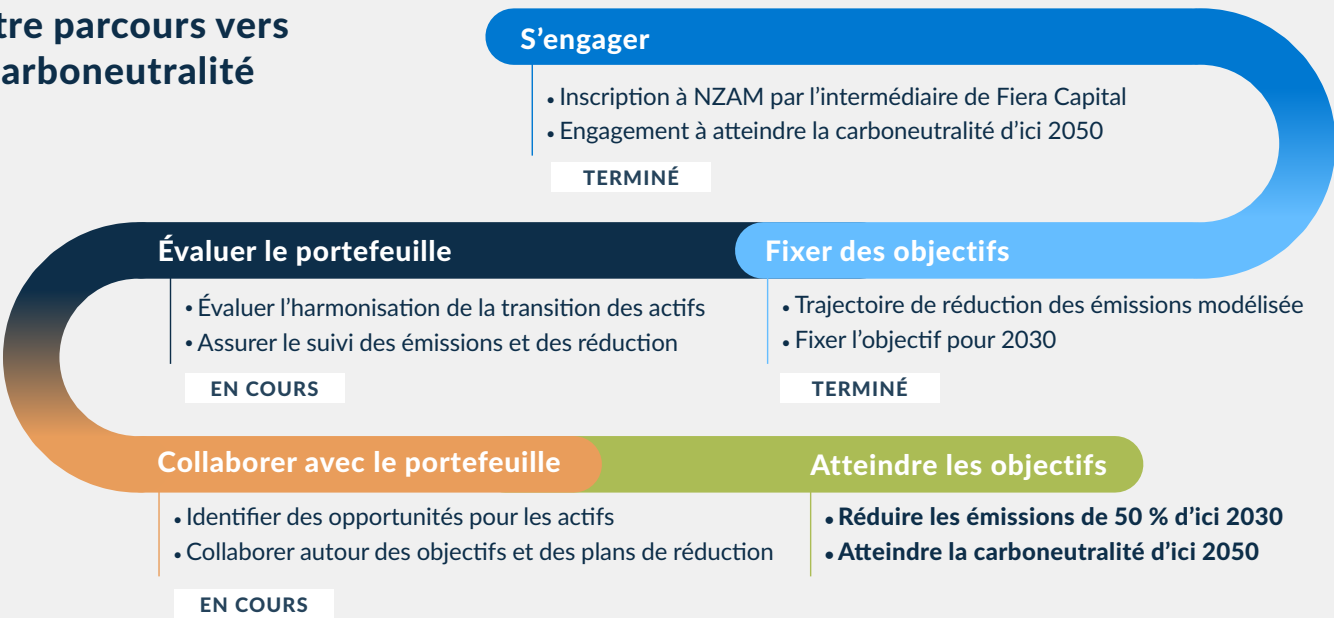 tre parcours vers
arboneutralité
S'engager
• Inscription à NZAM par l'intermédiaire de Fiera Capital
• Engagement à atteindre la carboneutralité d'ici 2050
TERMINÉ
Fixer des objectifs
• Trajectoire de réduction des émissions modélisée
• Fixer l'objectif pour 2030
TERMINÉ
Évaluer le portefeuille
• Évaluer l'harmonisation de la transition des actifs
• Assurer le suivi des émissions et des réduction
EN COURS
Collaborer avec le portefeuille
• Identifier des opportunités pour les actifs
• Collaborer autour des objectifs et des plans de réduction
EN COURS
Atteindre les objectifs
• Réduire les émissions de 50 % d'ici 2030
• Atteindre la carboneutralité d'ici 2050